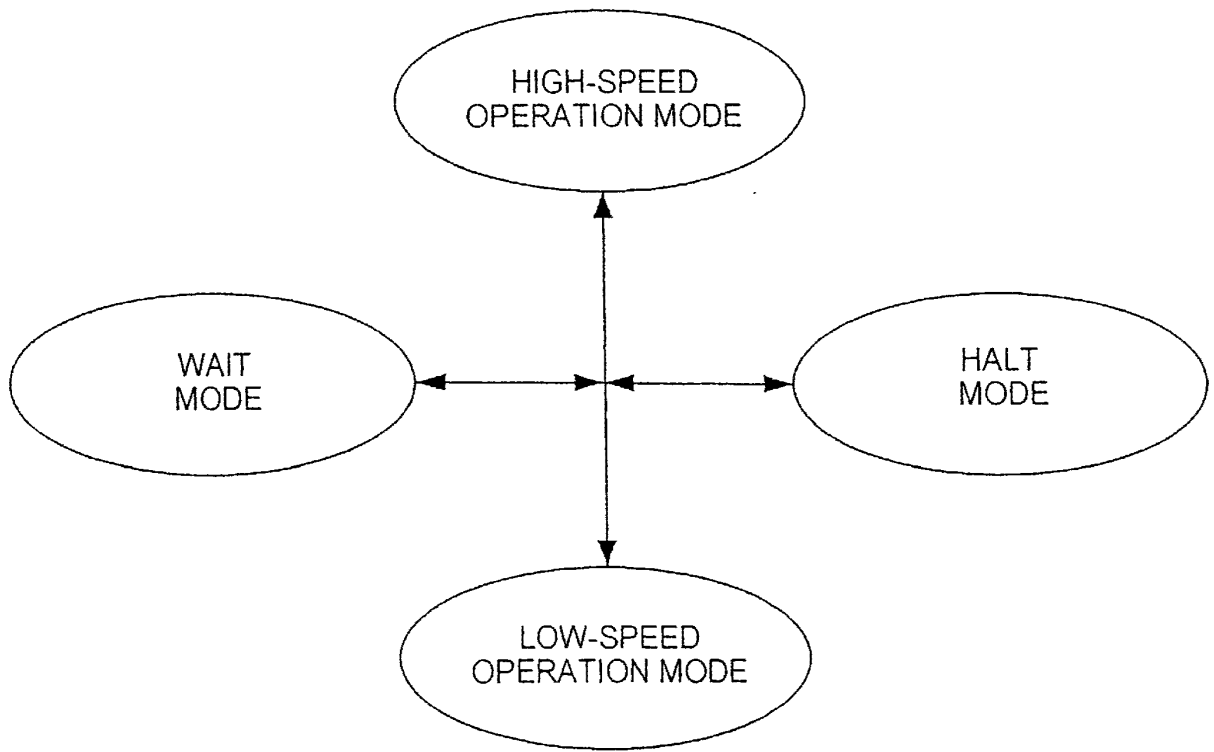 HIGH-SPEED
OPERATION MODE
WAIT
MODE
HALT
MODE
LOW-SPEED
OPERATION MODE